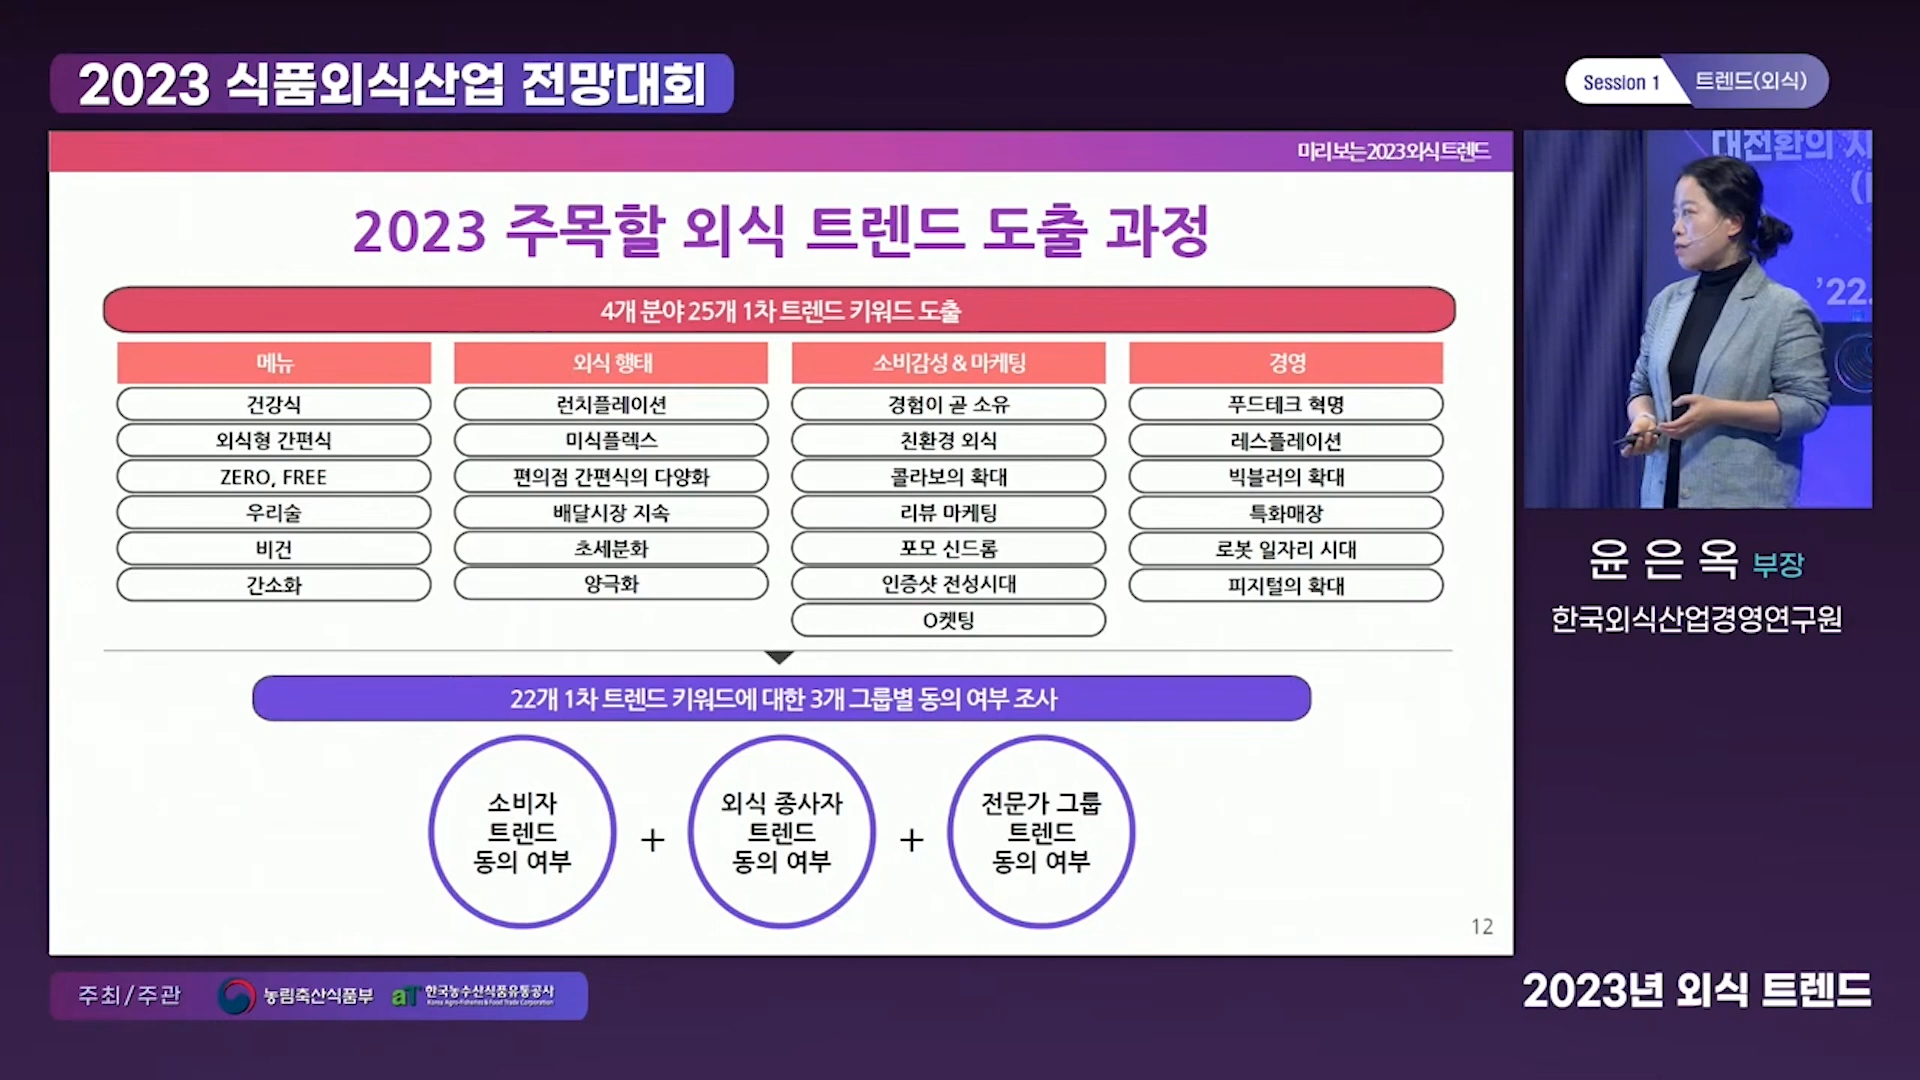 2023 식품외식산업 전망대회
Session 1 트렌드(외식)
미리보는2023외식트렌드
2023 주목할 외식 트렌드 도출 과정
4개 분야 25개 1차 트렌드 키워드 도출
메뉴
건강식
외식형 간편식
ZERO, FREE
우리술
비건
간소화
외식 행태
런치플레이션
미식플렉스
편의점 간편식의 다양화
배달시장 지속
초세분화
양극화
소비감성 & 마케팅
경험이 곧 소유
친환경 외식
콜라보의 확대
리뷰 마케팅
포모 신드롬
인증샷 전성시대
O켓팅
경영
푸드테크 혁명
레스플레이션
빅블러의 확대
특화매장
로봇 일자리 시대
피지털의 확대
22개 1차 트렌드 키워드에 대한 3개 그룹별 동의 여부 조사
소비자
트렌드
동의 여부
+
외식 종사자
트렌드
동의 여부
+
전문가 그룹
트렌드
동의 여부
12
대전환의
'22.
윤은옥 부장
한국외식산업경영연구원
주최/주관 농림축산식품부 aT 한국농수산식품유통공사
Korea Agro-Fisheries & Food Trade Corporation
2023년 외식 트렌드